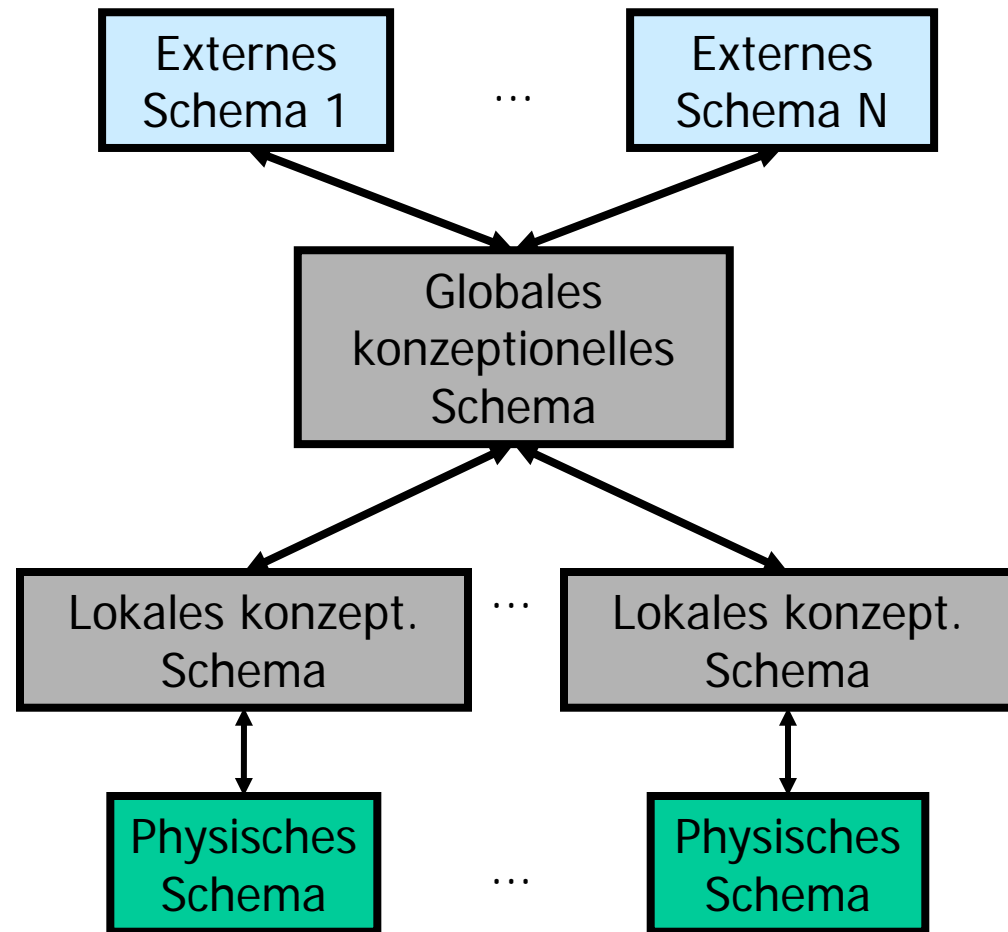 Externes
Schema 1
...
Externes
Schema N
Globales
konzeptionelles
Schema
Lokales konzept.
Schema
...
Lokales konzept.
Schema
Physisches
Schema
...
Physisches
Schema